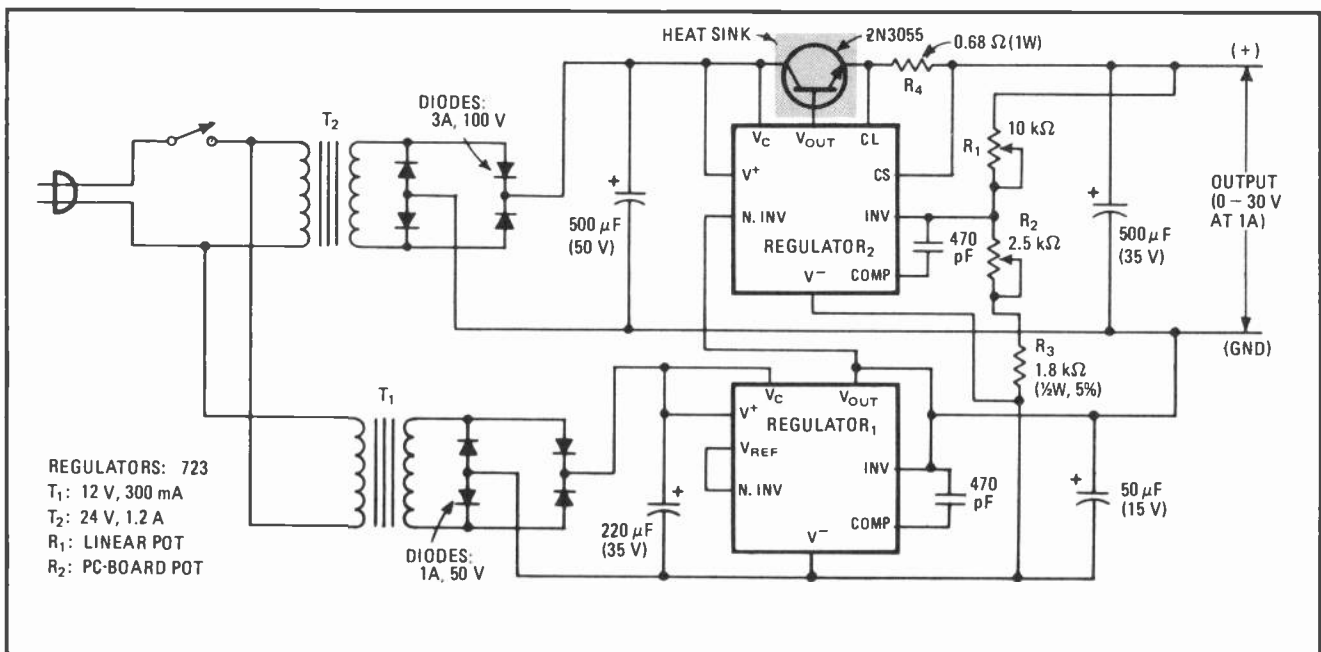 HEAT SINK
2N3055
0.68 Ω (1W)
(+)
R4
DIODES:
3A, 100 V
T2
+
500 µF
(50 V)
VC
VOUT
CL
V+
CS
N. INV
INV
REGULATOR2
COMP
V−
470
pF
10 kΩ
R1
R2
2.5 kΩ
+
500 µF
(35 V)
OUTPUT
(0 – 30 V
AT 1A)
(GND)
R3
1.8 kΩ
(½W, 5%)
T1
VC
VOUT
V+
REGULATOR1
VREF
INV
N. INV
COMP
V−
470
pF
+
50 µF
(15 V)
+
220 µF
(35 V)
DIODES:
1A, 50 V
REGULATORS: 723
T1: 12 V, 300 mA
T2: 24 V, 1.2 A
R1: LINEAR POT
R2: PC-BOARD POT